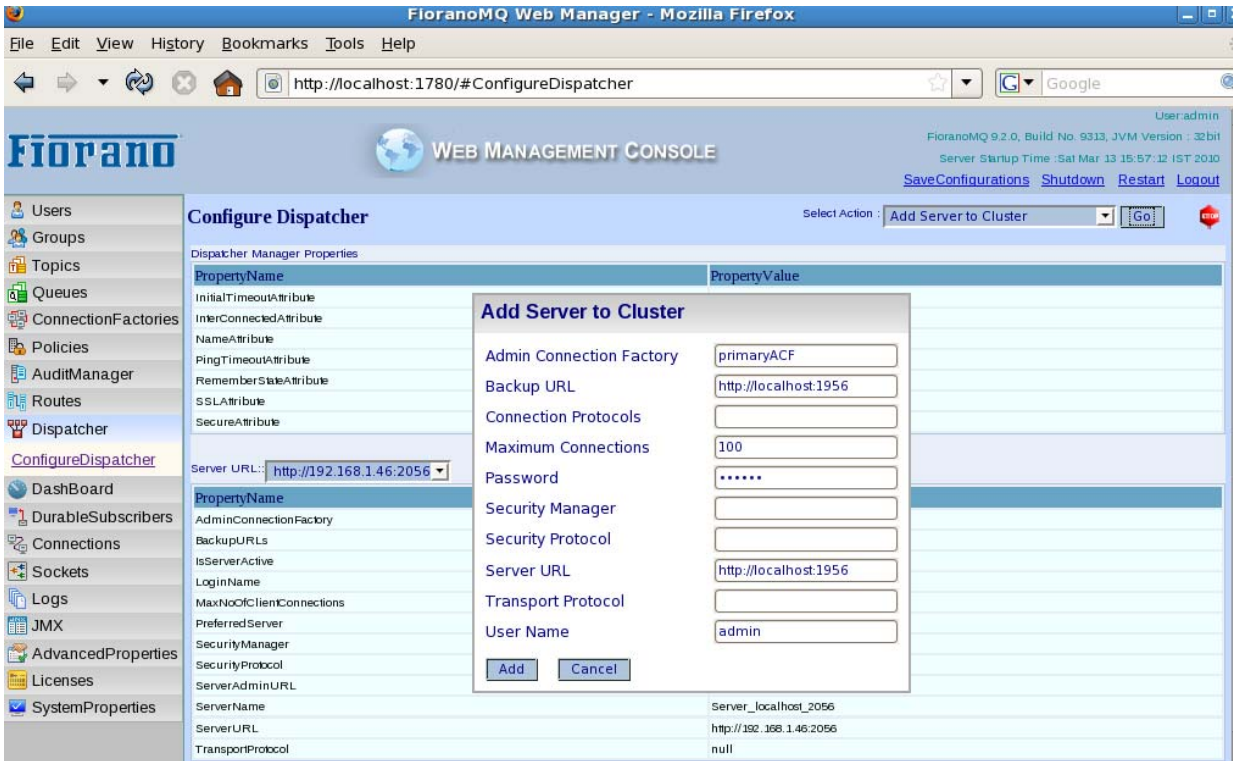 FioranoMQ Web Manager - Mozilla Firefox
File Edit View History Bookmarks Tools Help
http://localhost:1780/#ConfigureDispatcher
G Google
Fiorano
WEB MANAGEMENT CONSOLE
User:admin
FioranoMQ 9.2.0, Build No. 9313, JVM Version : 32bit
Server Startup Time :Sat Mar 13 15:57:12 IST 2010
SaveConfigurations Shutdown Restart Logout
Users
Groups
Topics
Queues
ConnectionFactories
Policies
AuditManager
Routes
Dispatcher
ConfigureDispatcher
DashBoard
DurableSubscribers
Connections
Sockets
Logs
JMX
AdvancedProperties
Licenses
SystemProperties
Configure Dispatcher
Select Action : Add Server to Cluster Go
STOP
Dispatcher Manager Properties
PropertyName PropertyValue
InitialTimeoutAttribute
InterConnectedAttribute
NameAttribute
PingTimeoutAttribute
RememberStateAttribute
SSLAttribute
SecureAttribute
Server URL:: http://192.168.1.46:2056
PropertyName
AdminConnectionFactory
BackupURLs
IsServerActive
LoginName
MaxNoOfClientConnections
PreferredServer
SecurityManager
SecurityProtocol
ServerAdminURL
ServerName Server_localhost_2056
ServerURL http://192.168.1.46:2056
TransportProtocol null
Add Server to Cluster
Admin Connection Factory primaryACF
Backup URL http://localhost:1956
Connection Protocols
Maximum Connections 100
Password ••••••
Security Manager
Security Protocol
Server URL http://localhost:1956
Transport Protocol
User Name admin
Add Cancel